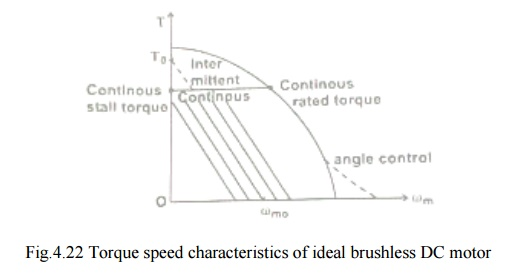 T
To
Inter
mittent
Continous
stall torque
Continous
Continous
rated torque
angle control
O
ωmo
ωm
Fig.4.22 Torque speed characteristics of ideal brushless DC motor